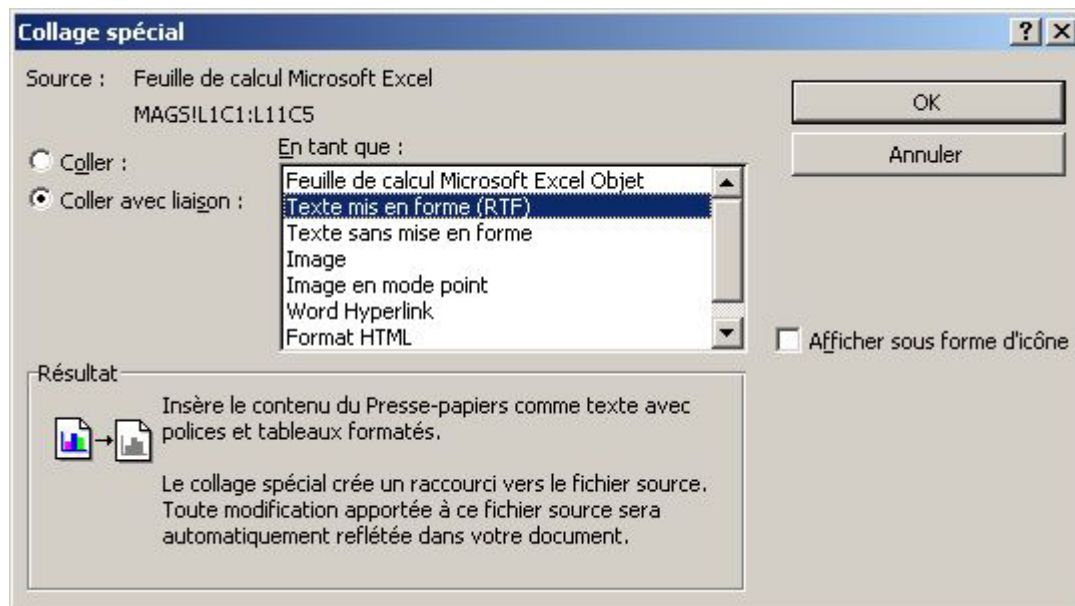 Collage spécial
Source : Feuille de calcul Microsoft Excel
MAGS!L1C1:L11C5
OK
Annuler
Coller :
Coller avec liaison :
En tant que :
Feuille de calcul Microsoft Excel Objet
Texte mis en forme (RTF)
Texte sans mise en forme
Image
Image en mode point
Word Hyperlink
Format HTML
Afficher sous forme d'icône
Résultat
Insère le contenu du Presse-papiers comme texte avec
polices et tableaux formatés.
Le collage spécial crée un raccourci vers le fichier source.
Toute modification apportée à ce fichier source sera
automatiquement reflétée dans votre document.